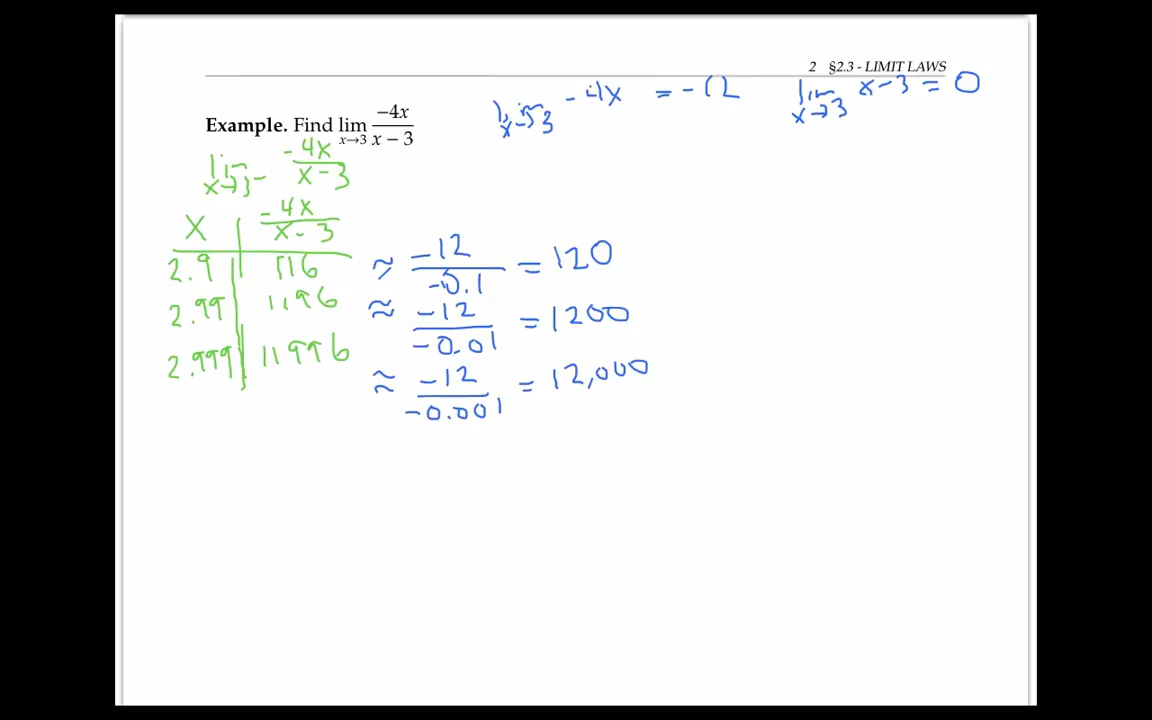 2 §2.3 - LIMIT LAWS
Example. Find lim x→3 −4x / x − 3
lim x→3 -4x = -12
lim x→3 x-3 = 0
lim x→3⁻ -4x / x-3
x | -4x / x-3
2.9 | 116 ≈ -12 / -0.1 = 120
2.99 | 1196 ≈ -12 / -0.01 = 1200
2.999 | 11996 ≈ -12 / -0.001 = 12,000